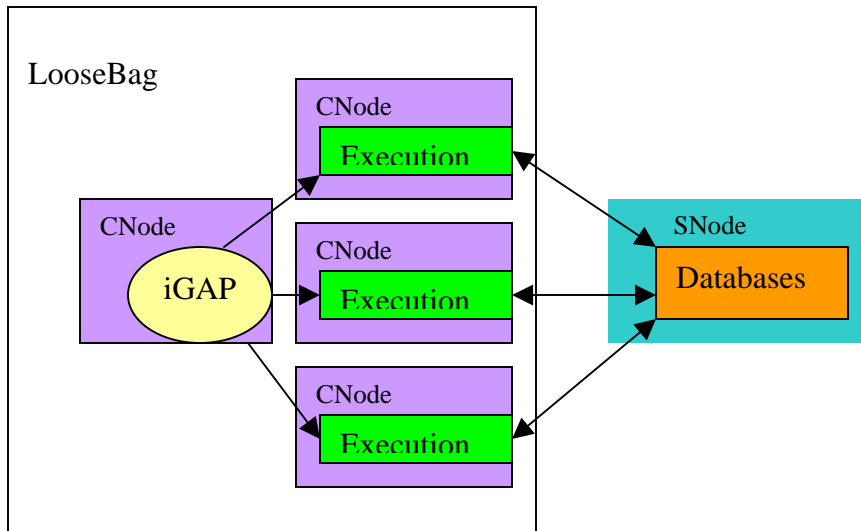 LooseBag
CNode
Execution
CNode
iGAP
CNode
Execution
SNode
Databases
CNode
Execution